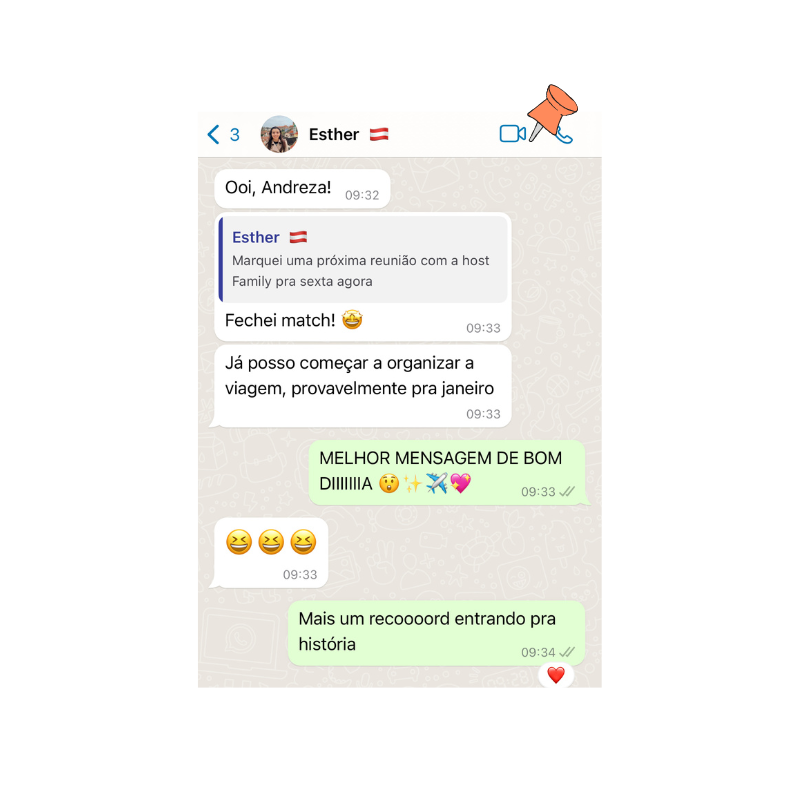 3 Esther 🇦🇹
Ooi, Andreza! 09:32
Esther 🇦🇹
Marquei uma próxima reunião com a host
Family pra sexta agora
Fechei match! 🤩
09:33
Já posso começar a organizar a
viagem, provavelmente pra janeiro
09:33
MELHOR MENSAGEM DE BOM
DIIIIIIIA 😲✨✈️💖
09:33
😆😆😆
09:33
Mais um recoooord entrando pra
história
09:34
❤️